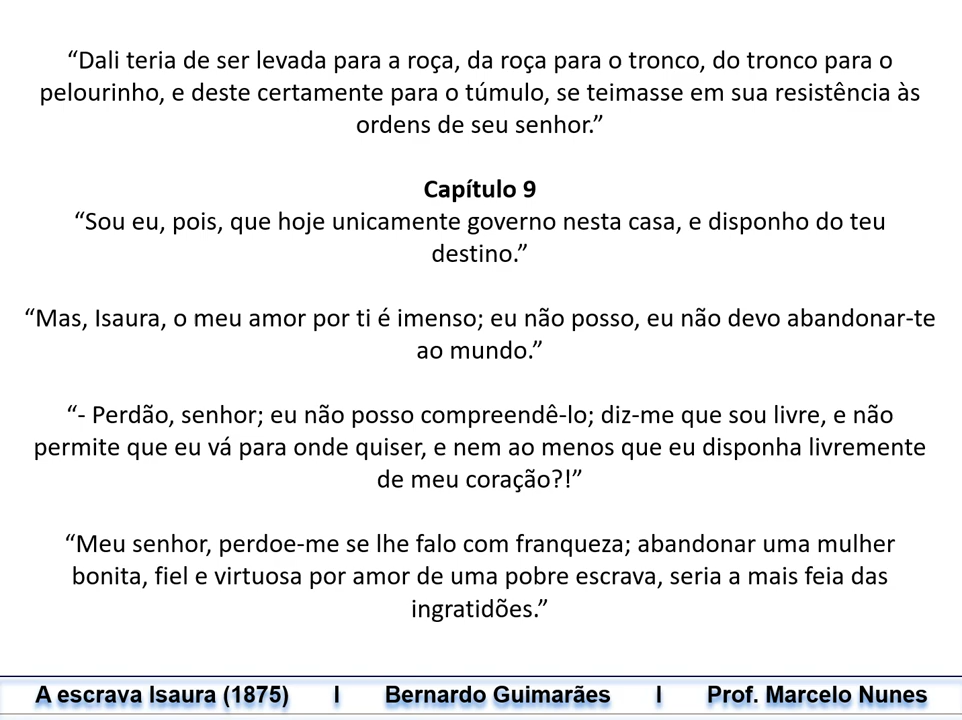 “Dali teria de ser levada para a roça, da roça para o tronco, do tronco para o
pelourinho, e deste certamente para o túmulo, se teimasse em sua resistência às
ordens de seu senhor.”
Capítulo 9
“Sou eu, pois, que hoje unicamente governo nesta casa, e disponho do teu
destino.”
“Mas, Isaura, o meu amor por ti é imenso; eu não posso, eu não devo abandonar-te
ao mundo.”
“- Perdão, senhor; eu não posso compreendê-lo; diz-me que sou livre, e não
permite que eu vá para onde quiser, e nem ao menos que eu disponha livremente
de meu coração?!”
“Meu senhor, perdoe-me se lhe falo com franqueza; abandonar uma mulher
bonita, fiel e virtuosa por amor de uma pobre escrava, seria a mais feia das
ingratidões.”
A escrava Isaura (1875) I Bernardo Guimarães I Prof. Marcelo Nunes